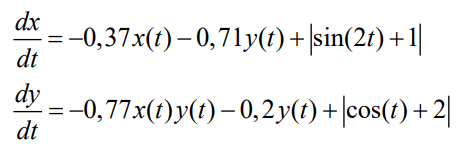 dx/dt = −0,37x(t) − 0,71y(t) + |sin(2t) + 1|
dy/dt = −0,77x(t)y(t) − 0,2y(t) + |cos(t) + 2|